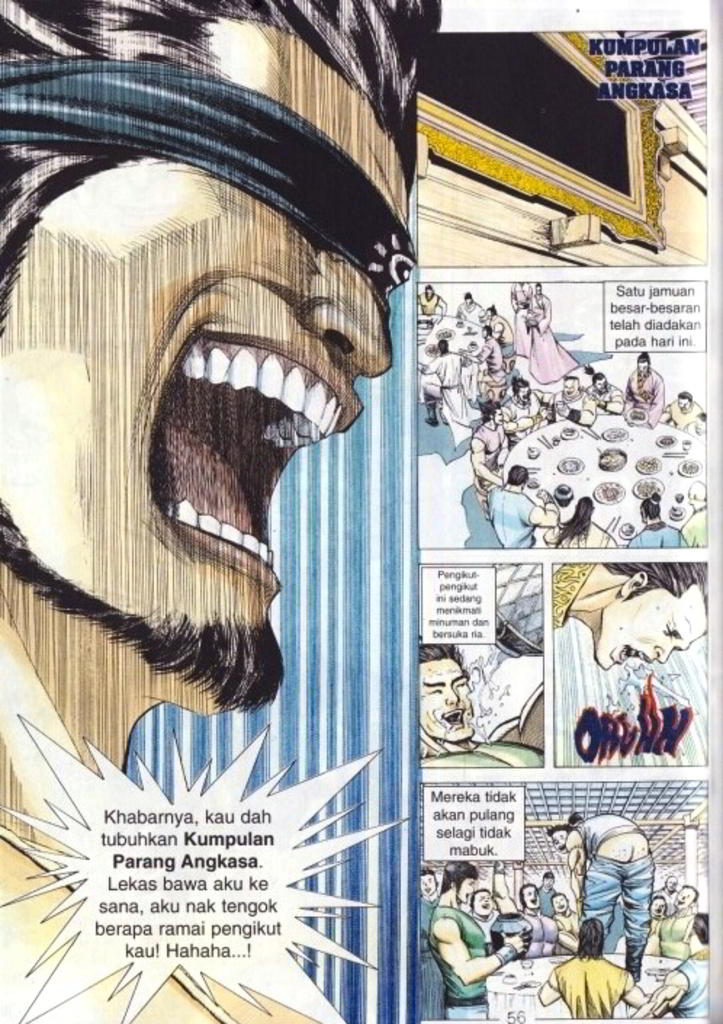 Khabarnya, kau dah
tubuhkan Kumpulan
Parang Angkasa.
Lekas bawa aku ke
sana, aku nak tengok
berapa ramai pengikut
kau! Hahaha...!
KUMPULAN
PARANG
ANGKASA
Satu jamuan
besar-besaran
telah diadakan
pada hari ini.
Pengikut-
pengikut
ini sedang
menikmati
minuman dan
bersuka ria.
Mereka tidak
akan pulang
selagi tidak
mabuk.
56